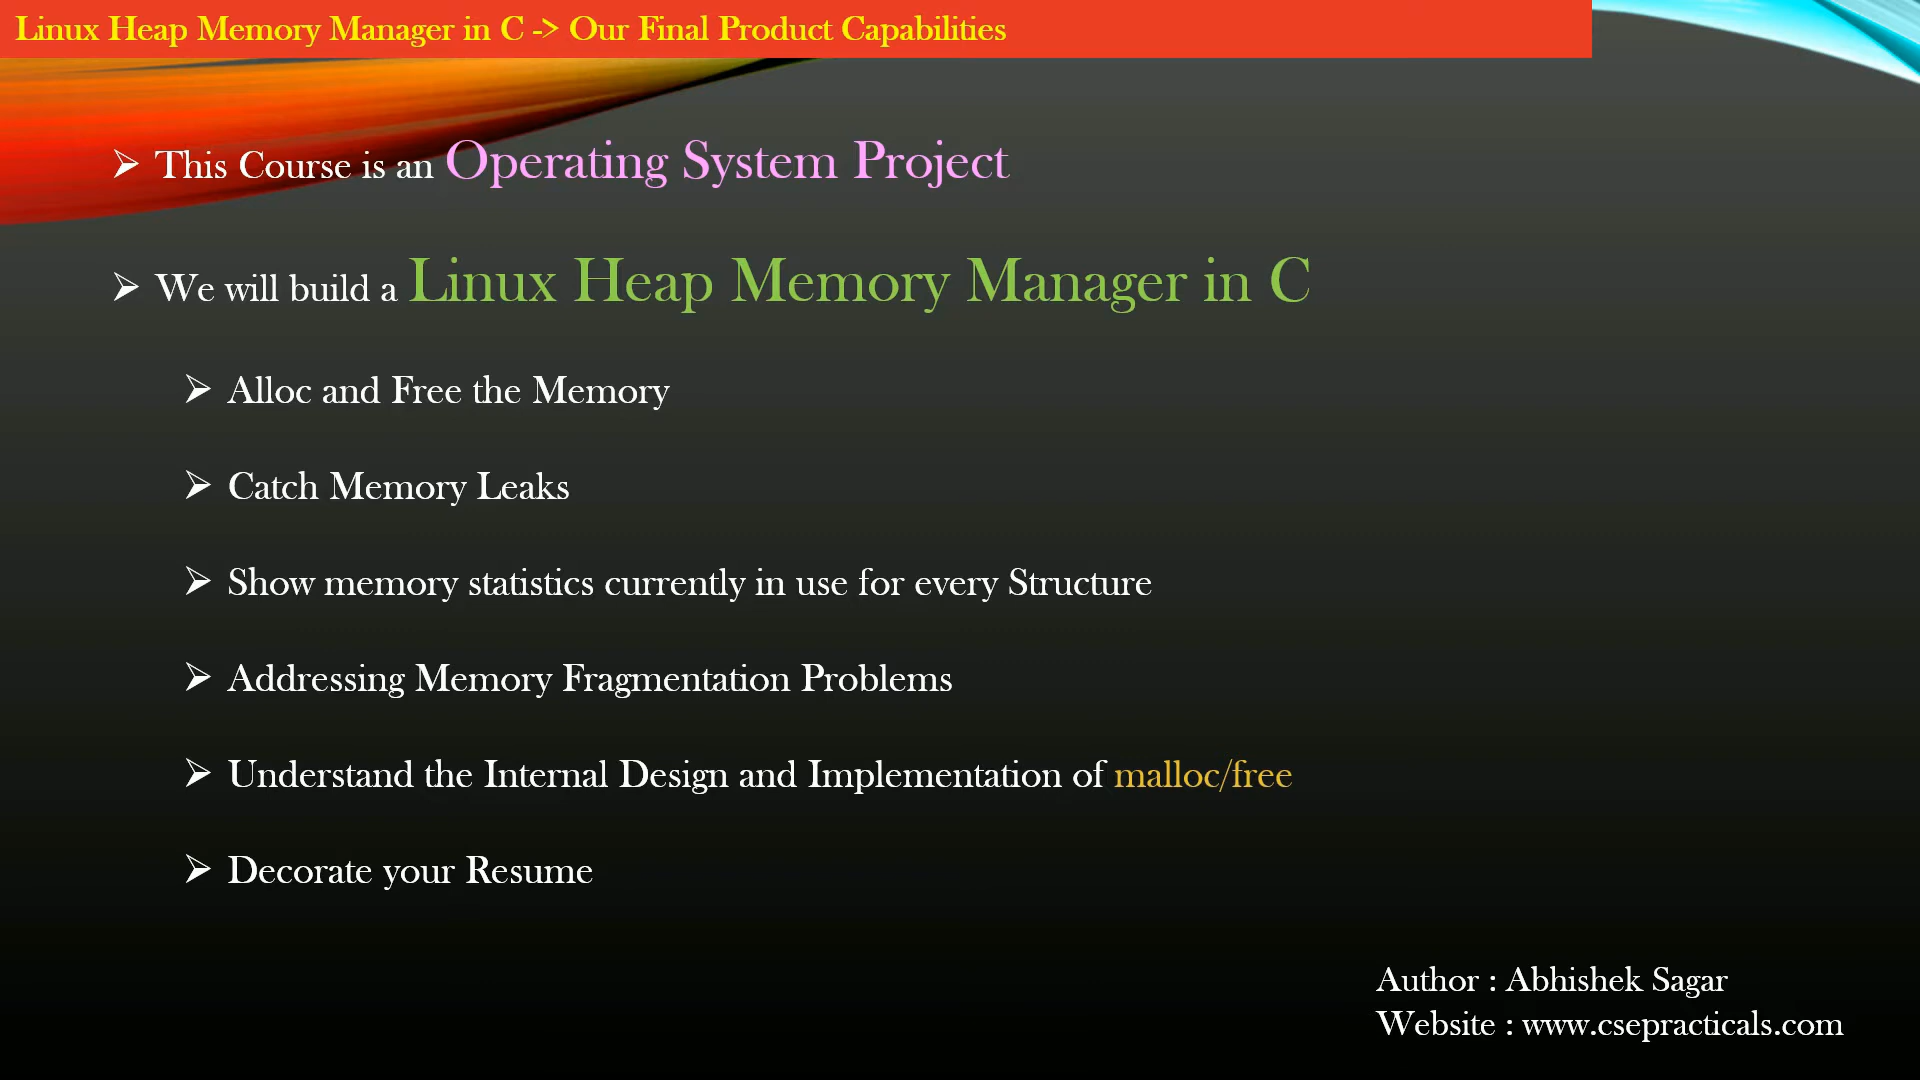 Linux Heap Memory Manager in C -> Our Final Product Capabilities
➢ This Course is an Operating System Project
➢ We will build a Linux Heap Memory Manager in C
➢ Alloc and Free the Memory
➢ Catch Memory Leaks
➢ Show memory statistics currently in use for every Structure
➢ Addressing Memory Fragmentation Problems
➢ Understand the Internal Design and Implementation of malloc/free
➢ Decorate your Resume
Author : Abhishek Sagar
Website : www.csepracticals.com